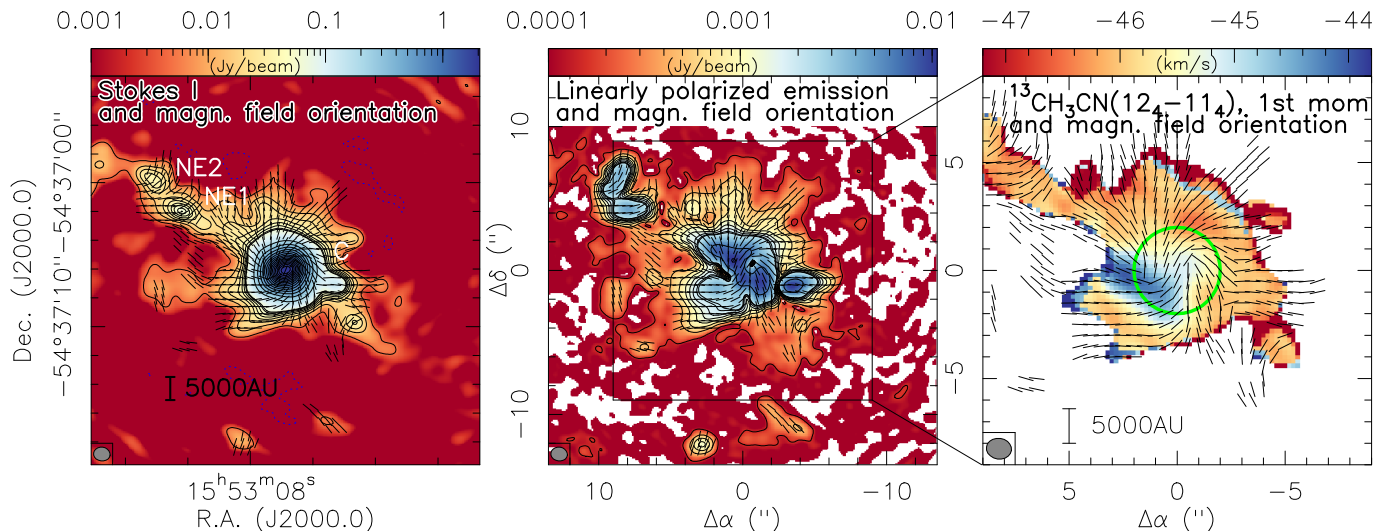 0.001 0.01 0.1 1
(Jy/beam)
Stokes I
and magn. field orientation
NE2
NE1
C
5000AU
Dec. (J2000.0)
−54°37'10" −54°37'00"
15ʰ53ᵐ08ˢ
R.A. (J2000.0)
0.0001 0.001 0.01
(Jy/beam)
Linearly polarized emission
and magn. field orientation
Δδ ('')
10
0
−10
10 0 −10
Δα ('')
−47 −46 −45 −44
(km/s)
¹³CH₃CN(12₄−11₄), 1st mom
and magn. field orientation
5
0
−5
5000AU
5 0 −5
Δα ('')